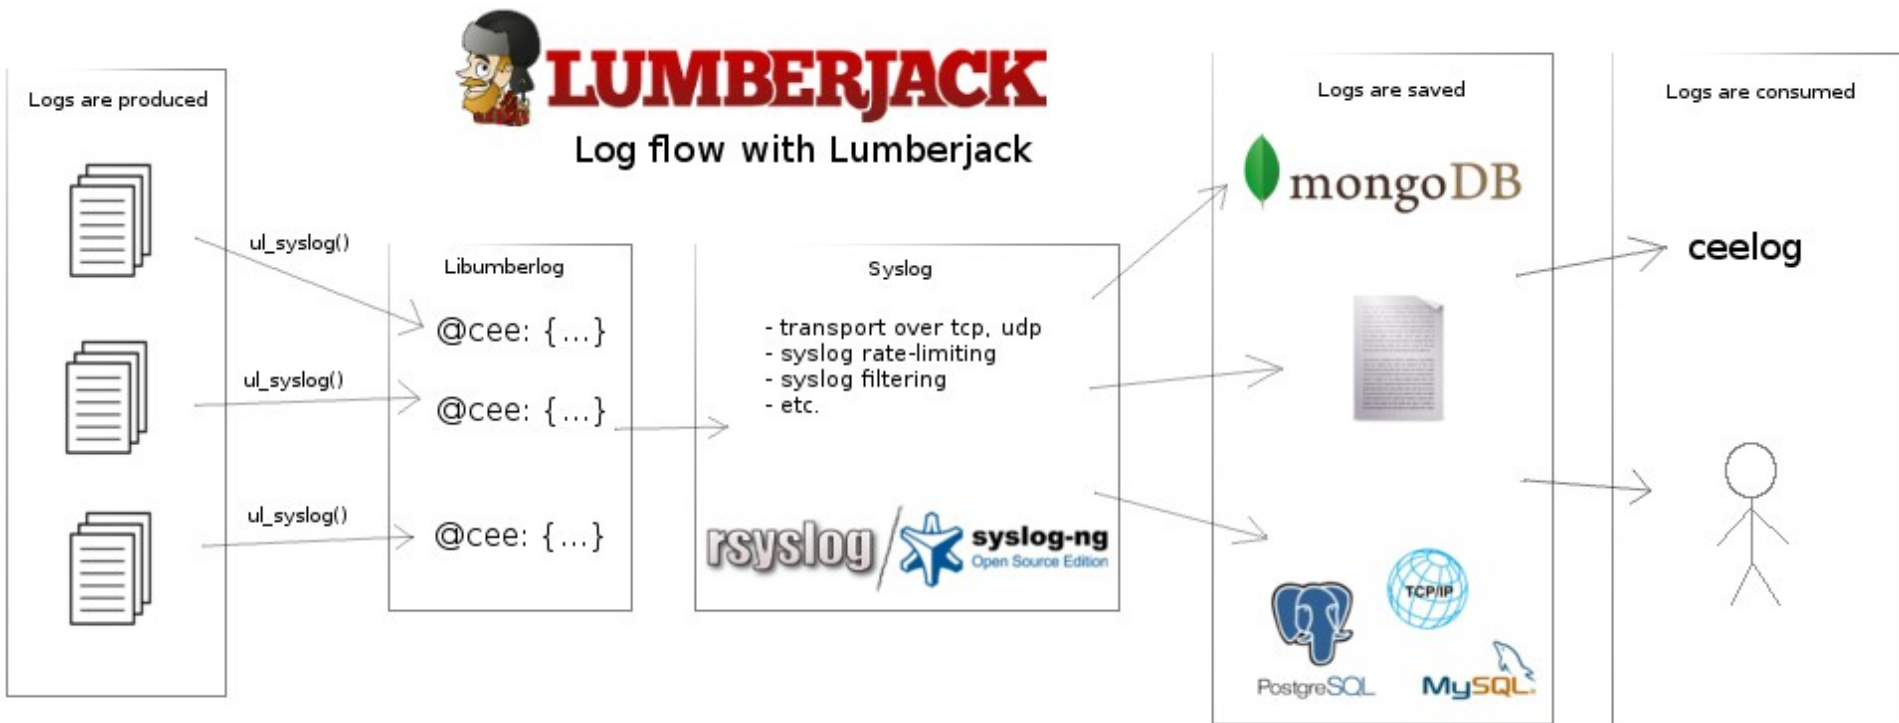 LUMBERJACK
Log flow with Lumberjack
Logs are produced
ul_syslog()
ul_syslog()
ul_syslog()
Libumberlog
@cee: {...}
@cee: {...}
@cee: {...}
Syslog
- transport over tcp, udp
- syslog rate-limiting
- syslog filtering
- etc.
rsyslog
syslog-ng
Open Source Edition
Logs are saved
mongoDB
TCP/IP
PostgreSQL
MySQL
Logs are consumed
ceelog